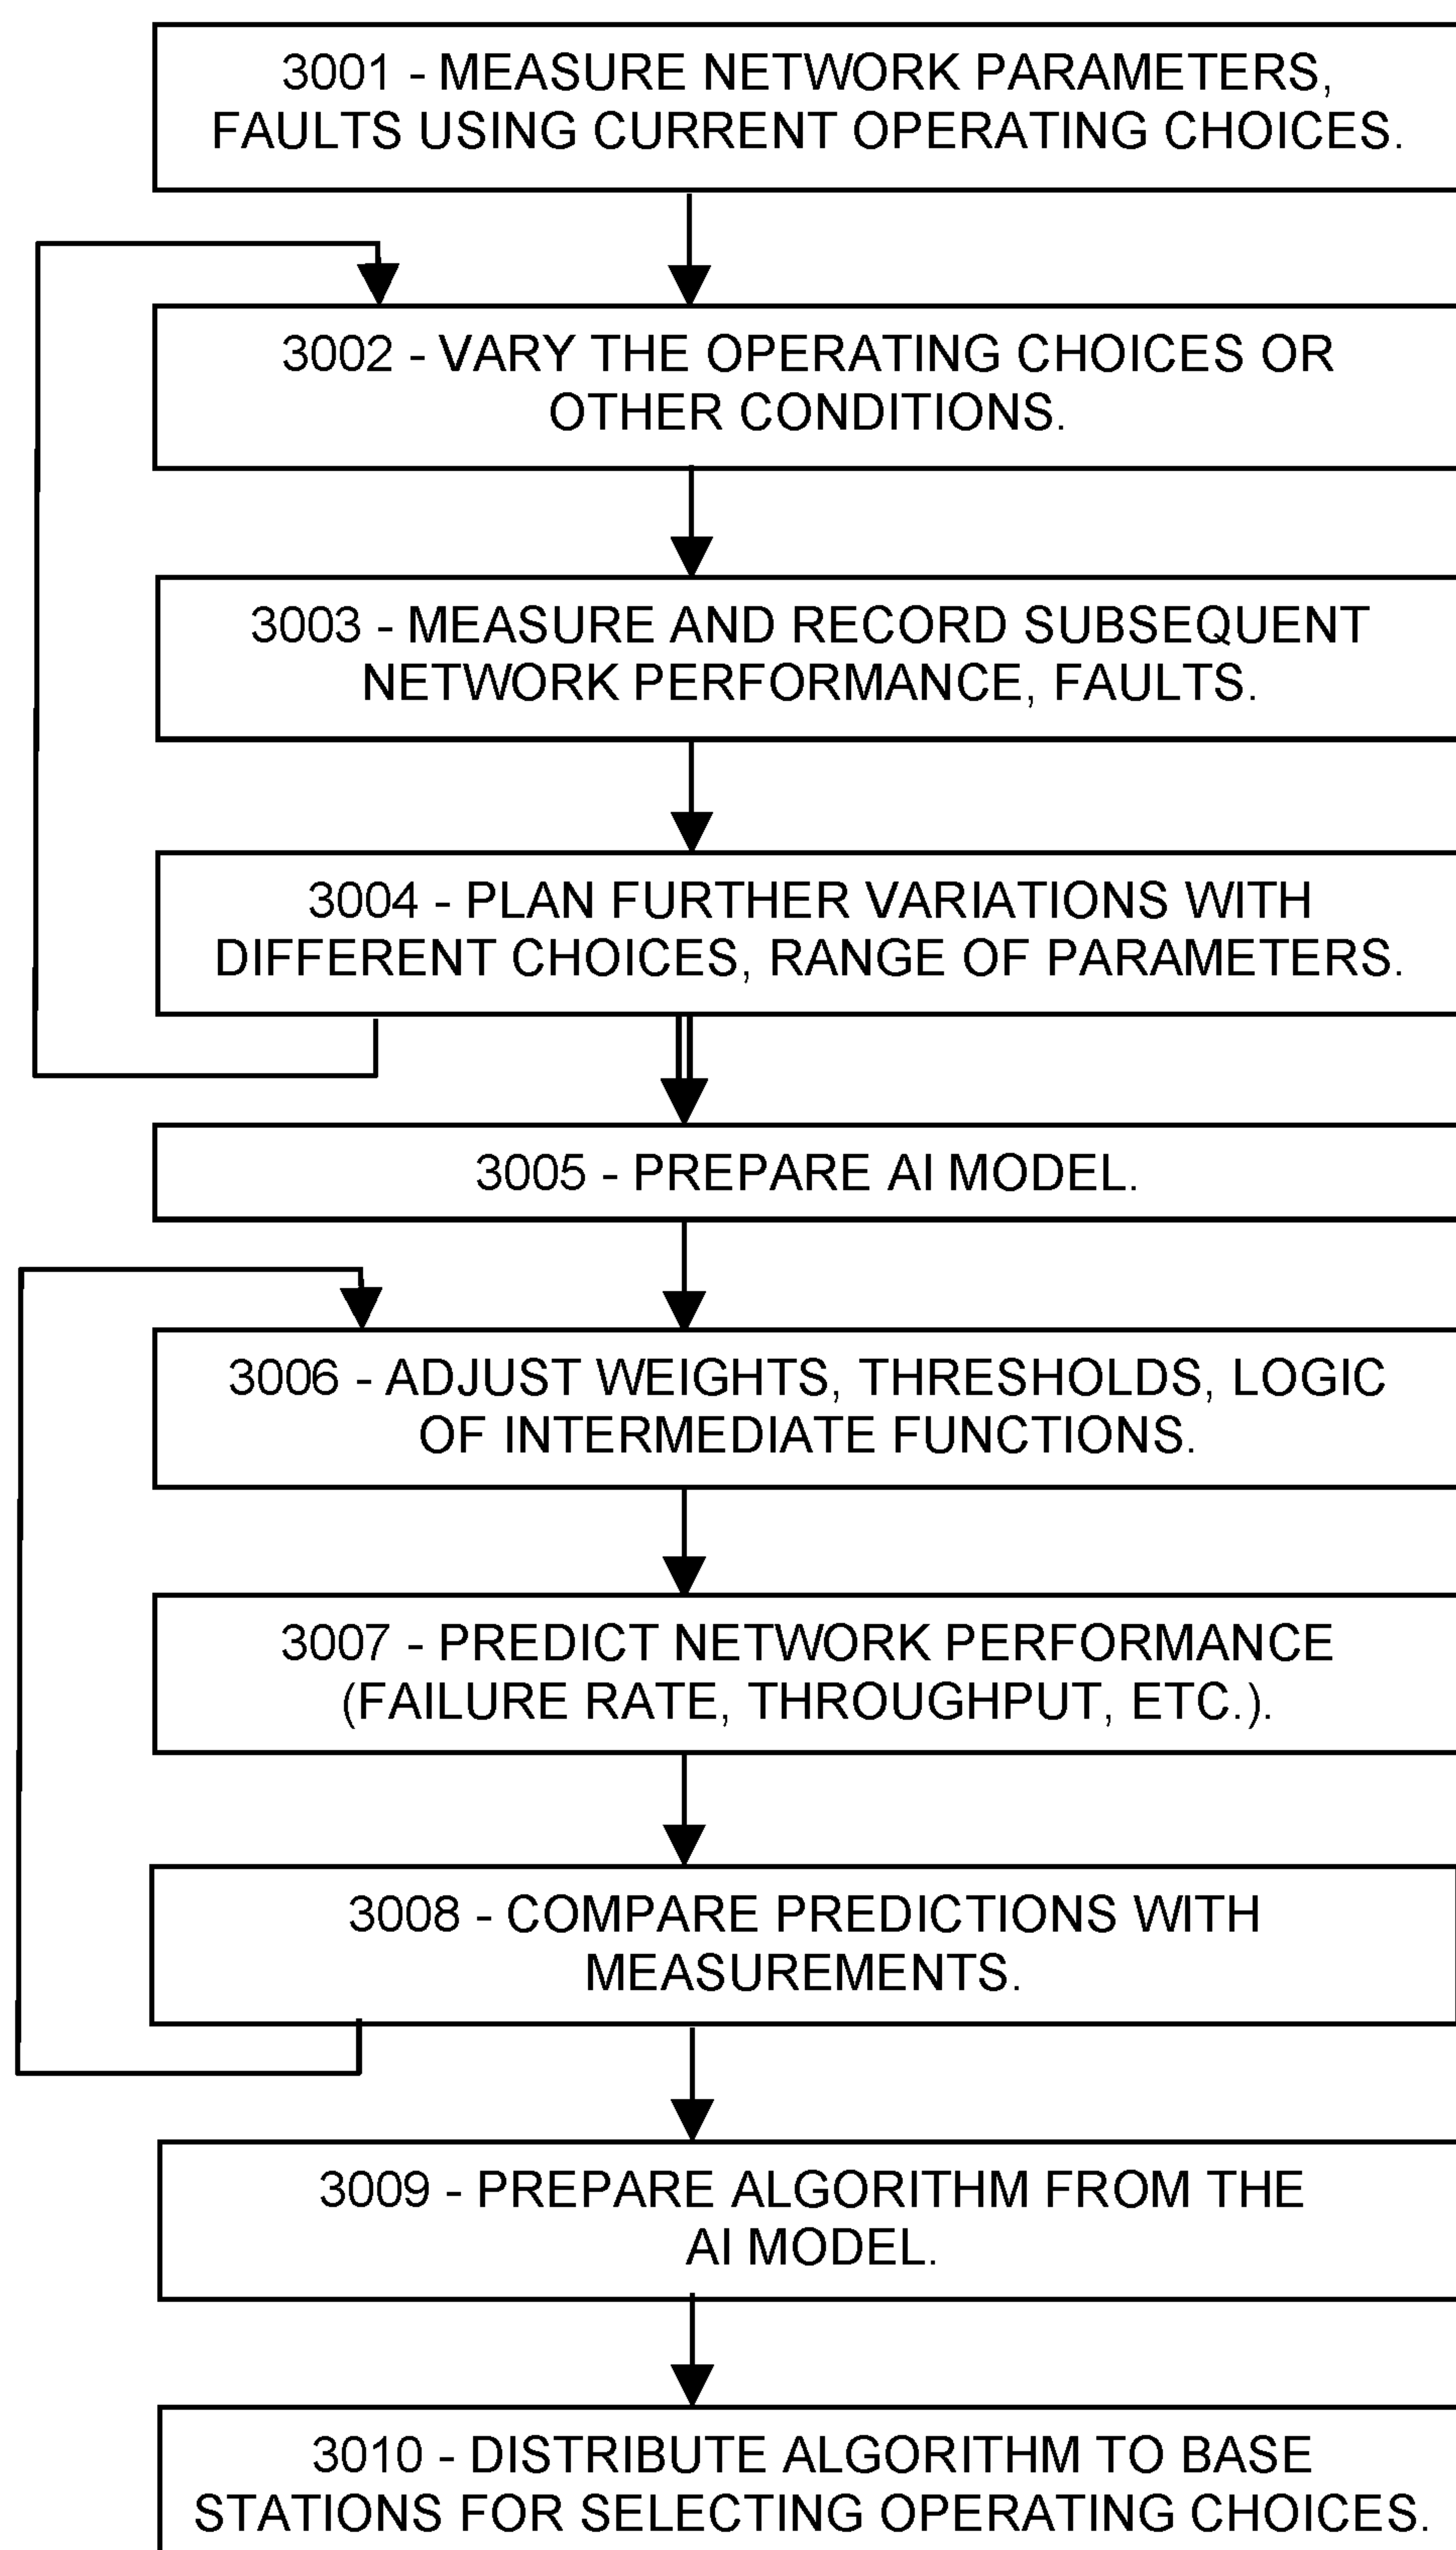 3001 - MEASURE NETWORK PARAMETERS,
FAULTS USING CURRENT OPERATING CHOICES.
3002 - VARY THE OPERATING CHOICES OR
OTHER CONDITIONS.
3003 - MEASURE AND RECORD SUBSEQUENT
NETWORK PERFORMANCE, FAULTS.
3004 - PLAN FURTHER VARIATIONS WITH
DIFFERENT CHOICES, RANGE OF PARAMETERS.
3005 - PREPARE AI MODEL.
3006 - ADJUST WEIGHTS, THRESHOLDS, LOGIC
OF INTERMEDIATE FUNCTIONS.
3007 - PREDICT NETWORK PERFORMANCE
(FAILURE RATE, THROUGHPUT, ETC.).
3008 - COMPARE PREDICTIONS WITH
MEASUREMENTS.
3009 - PREPARE ALGORITHM FROM THE
AI MODEL.
3010 - DISTRIBUTE ALGORITHM TO BASE
STATIONS FOR SELECTING OPERATING CHOICES.